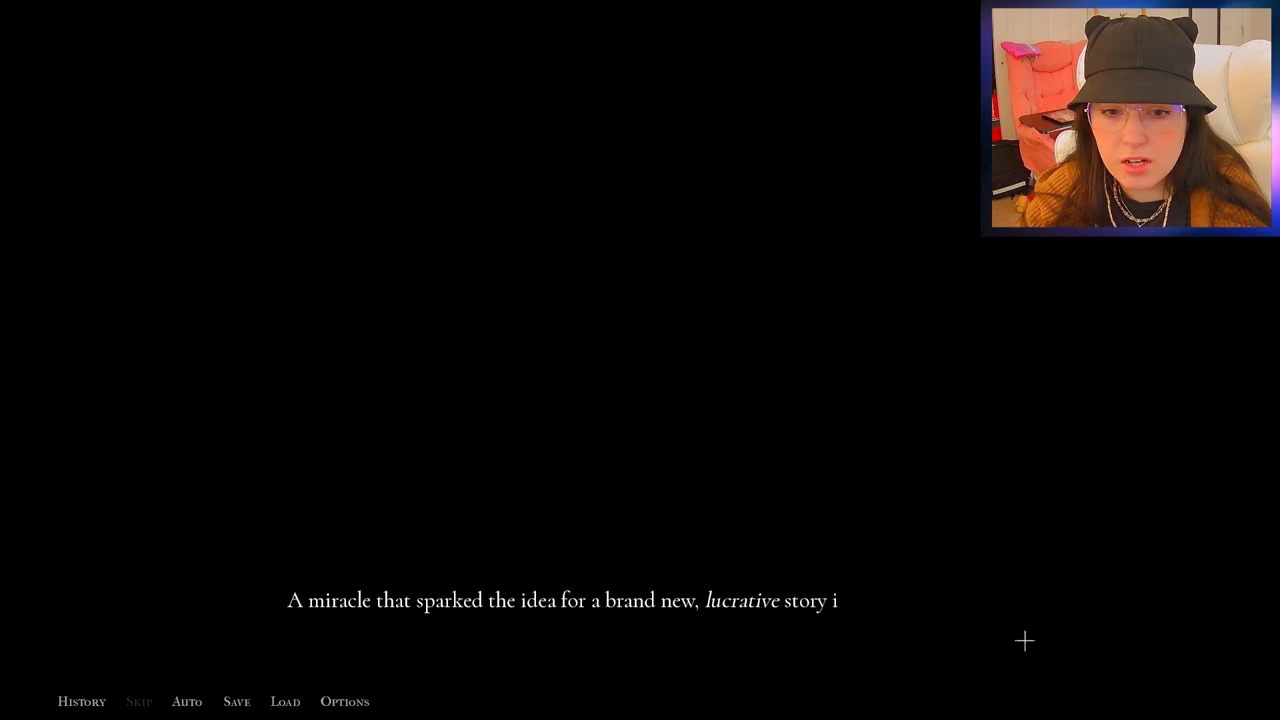 A miracle that sparked the idea for a brand new, lucrative story i
History Skip Auto Save Load Options